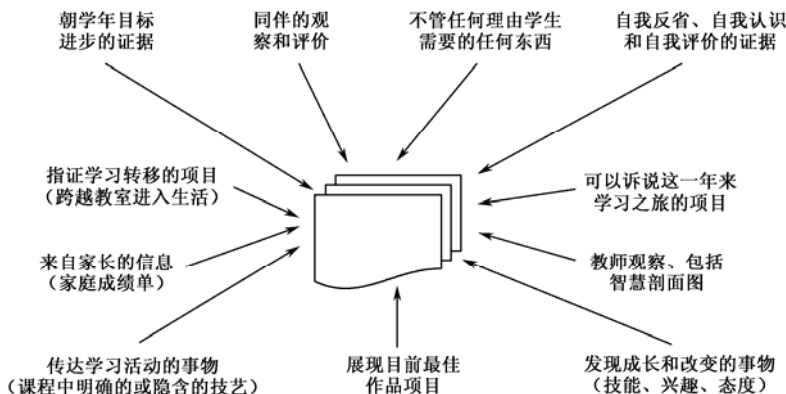 朝学年目标
进步的证据
同伴的观
察和评价
不管任何理由学生
需要的任何东西
自我反省、自我认识
和自我评价的证据
指证学习转移的项目
（跨越教室进入生活）
可以诉说这一年来
学习之旅的项目
来自家长的信息
（家庭成绩单）
教师观察、包括
智慧剖面图
传达学习活动的事物
（课程中明确的或隐含的技艺）
展现目前最佳
作品项目
发现成长和改变的事物
（技能、兴趣、态度）